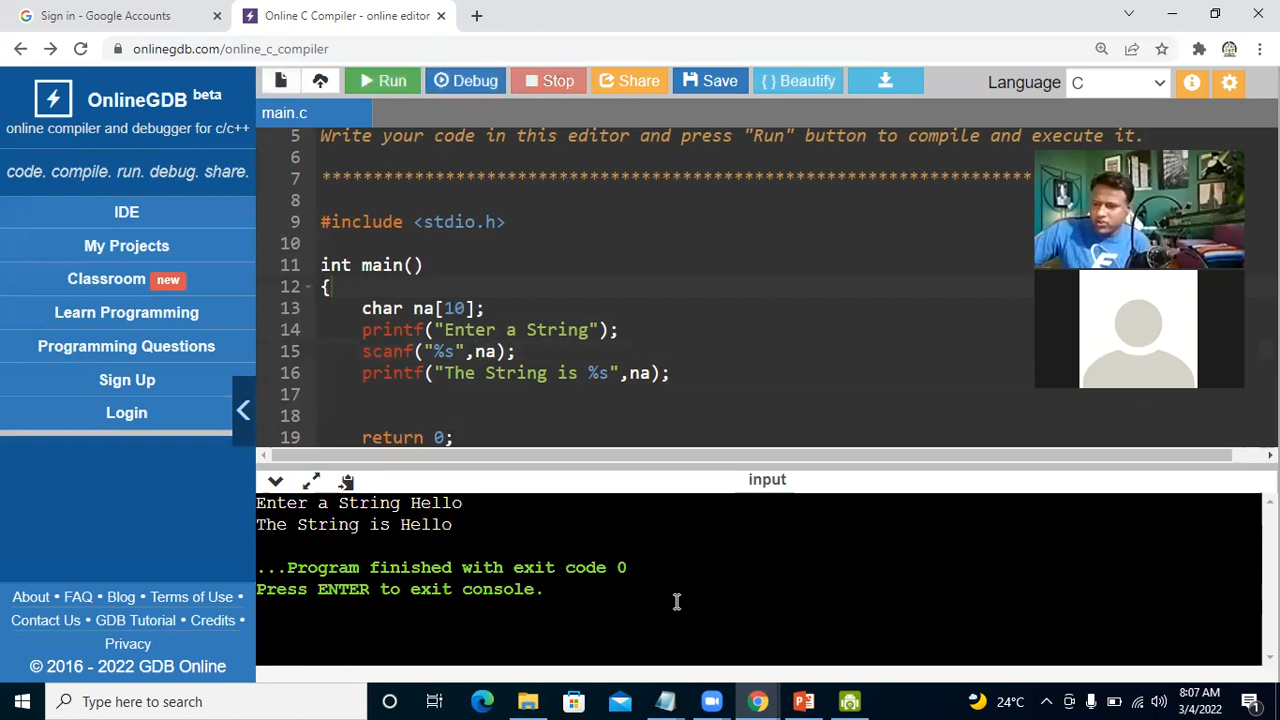 Sign in - Google Accounts
Online C Compiler - online editor
onlinegdb.com/online_c_compiler
OnlineGDB beta
online compiler and debugger for c/c++
code. compile. run. debug. share.
IDE
My Projects
Classroom new
Learn Programming
Programming Questions
Sign Up
Login
About • FAQ • Blog • Terms of Use •
Contact Us • GDB Tutorial • Credits •
Privacy
© 2016 - 2022 GDB Online
Run Debug Stop Share Save { } Beautify Language C
main.c
5 Write your code in this editor and press "Run" button to compile and execute it.
6
7 *********************************************************************
8
9 #include <stdio.h>
10
11 int main()
12 {
13 char na[10];
14 printf("Enter a String");
15 scanf("%s",na);
16 printf("The String is %s",na);
17
18
19 return 0;
input
Enter a String Hello
The String is Hello
...Program finished with exit code 0
Press ENTER to exit console.
Type here to search
24°C
8:07 AM
3/4/2022
1